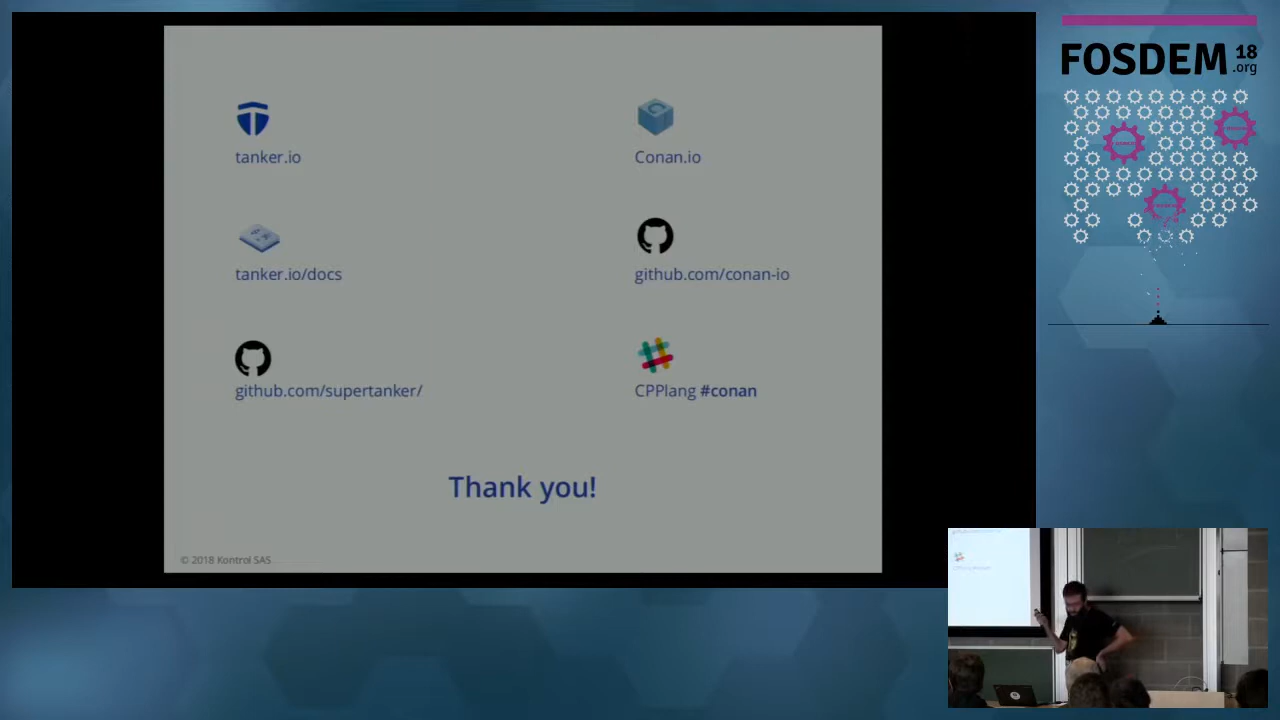 tanker.io
Conan.io
tanker.io/docs
github.com/conan-io
github.com/supertanker/
CPPlang #conan
Thank you!
© 2018 Kontrol SAS
FOSDEM 18
.org